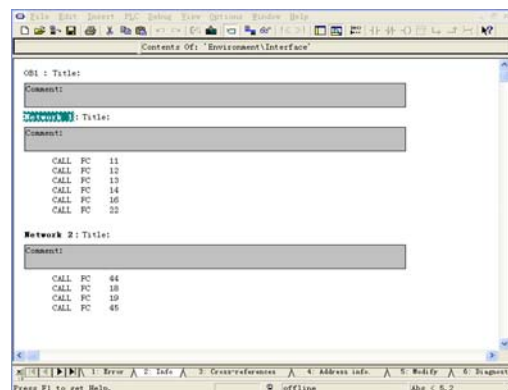 File Edit Insert PLC Debug View Options Window Help
Contents Of: 'Environment\Interface'
OB1 : Title:
Comment:
Network 1: Title:
Comment:
CALL FC 11
CALL FC 12
CALL FC 13
CALL FC 14
CALL FC 16
CALL FC 22
Network 2: Title:
Comment:
CALL FC 44
CALL FC 18
CALL FC 19
CALL FC 45
1: Error 2: Info 3: Cross-references 4: Address info. 5: Modify 6: Diagnost
Press F1 to get Help. offline Abs < 5.2